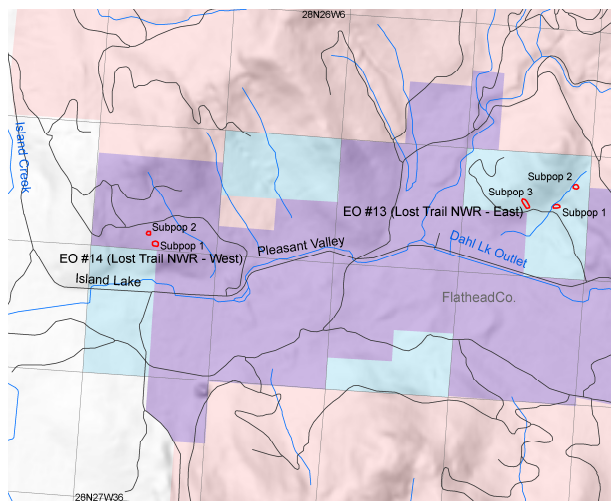 28N26W6
Island Creek
Subpop 2
Subpop 3
Subpop 1
EO #13 (Lost Trail NWR - East)
Subpop 2
Subpop 1
Pleasant Valley
Dahl Lk Outlet
EO #14 (Lost Trail NWR - West)
Island Lake
FlatheadCo.
28N27W36